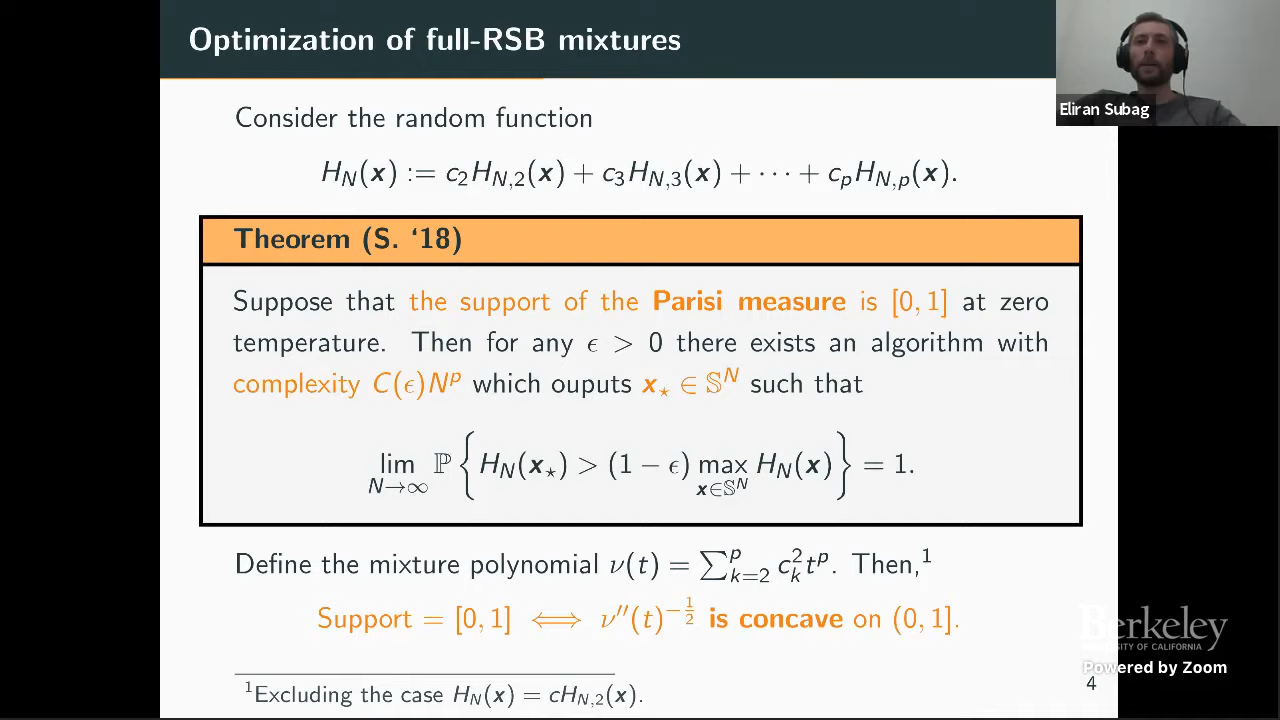 Optimization of full-RSB mixtures
Eliran Subag
Consider the random function
H_N(x) := c_2H_{N,2}(x) + c_3H_{N,3}(x) + ⋯ + c_pH_{N,p}(x).
Theorem (S. ‘18)
Suppose that the support of the Parisi measure is [0, 1] at zero
temperature. Then for any ϵ > 0 there exists an algorithm with
complexity C(ϵ)N^p which ouputs x_⋆ ∈ 𝕊^N such that
lim_{N→∞} ℙ { H_N(x_⋆) > (1 − ϵ) max_{x∈𝕊^N} H_N(x) } = 1.
Define the mixture polynomial ν(t) = ∑_{k=2}^p c_k^2 t^p. Then,^1
Support = [0, 1] ⟺ ν′′(t)^{−1/2} is concave on (0, 1].
^1Excluding the case H_N(x) = cH_{N,2}(x).
Berkeley
UNIVERSITY OF CALIFORNIA
Powered by Zoom
4